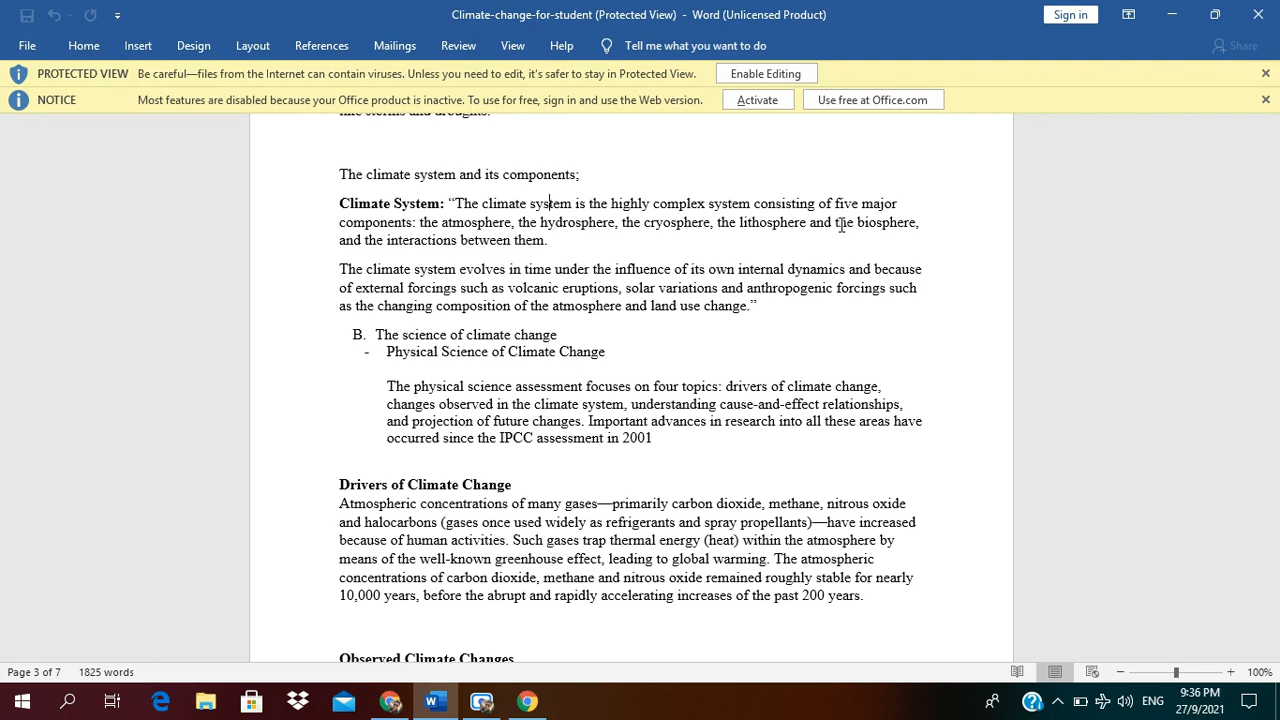 Climate-change-for-student (Protected View) - Word (Unlicensed Product)
Sign in
File Home Insert Design Layout References Mailings Review View Help Tell me what you want to do Share
PROTECTED VIEW Be careful—files from the Internet can contain viruses. Unless you need to edit, it's safer to stay in Protected View. Enable Editing
NOTICE Most features are disabled because your Office product is inactive. To use for free, sign in and use the Web version. Activate Use free at Office.com
like storms and droughts.
The climate system and its components;
Climate System: “The climate system is the highly complex system consisting of five major
components: the atmosphere, the hydrosphere, the cryosphere, the lithosphere and the biosphere,
and the interactions between them.
The climate system evolves in time under the influence of its own internal dynamics and because
of external forcings such as volcanic eruptions, solar variations and anthropogenic forcings such
as the changing composition of the atmosphere and land use change.”
B. The science of climate change
- Physical Science of Climate Change
The physical science assessment focuses on four topics: drivers of climate change,
changes observed in the climate system, understanding cause-and-effect relationships,
and projection of future changes. Important advances in research into all these areas have
occurred since the IPCC assessment in 2001
Drivers of Climate Change
Atmospheric concentrations of many gases—primarily carbon dioxide, methane, nitrous oxide
and halocarbons (gases once used widely as refrigerants and spray propellants)—have increased
because of human activities. Such gases trap thermal energy (heat) within the atmosphere by
means of the well-known greenhouse effect, leading to global warming. The atmospheric
concentrations of carbon dioxide, methane and nitrous oxide remained roughly stable for nearly
10,000 years, before the abrupt and rapidly accelerating increases of the past 200 years.
Observed Climate Changes
Page 3 of 7 1825 words 100%
ENG 9:36 PM
27/9/2021